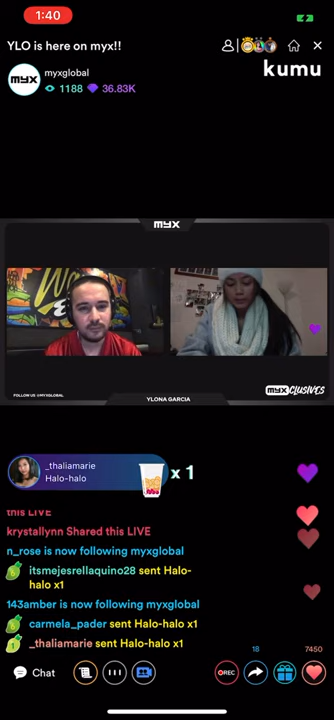 1:40
YLO is here on myx!!
kumu
myx
myxglobal
1188 36.83K
myx
FOLLOW US @MYXGLOBAL
myx CLUSIVES
YLONA GARCIA
_thaliamarie
Halo-halo
x 1
this LIVE
krystallynn Shared this LIVE
n_rose is now following myxglobal
itsmejesrellaquino28 sent Halo-
halo x1
143amber is now following myxglobal
carmela_pader sent Halo-halo x1
_thaliamarie sent Halo-halo x1
18 7450
Chat
REC